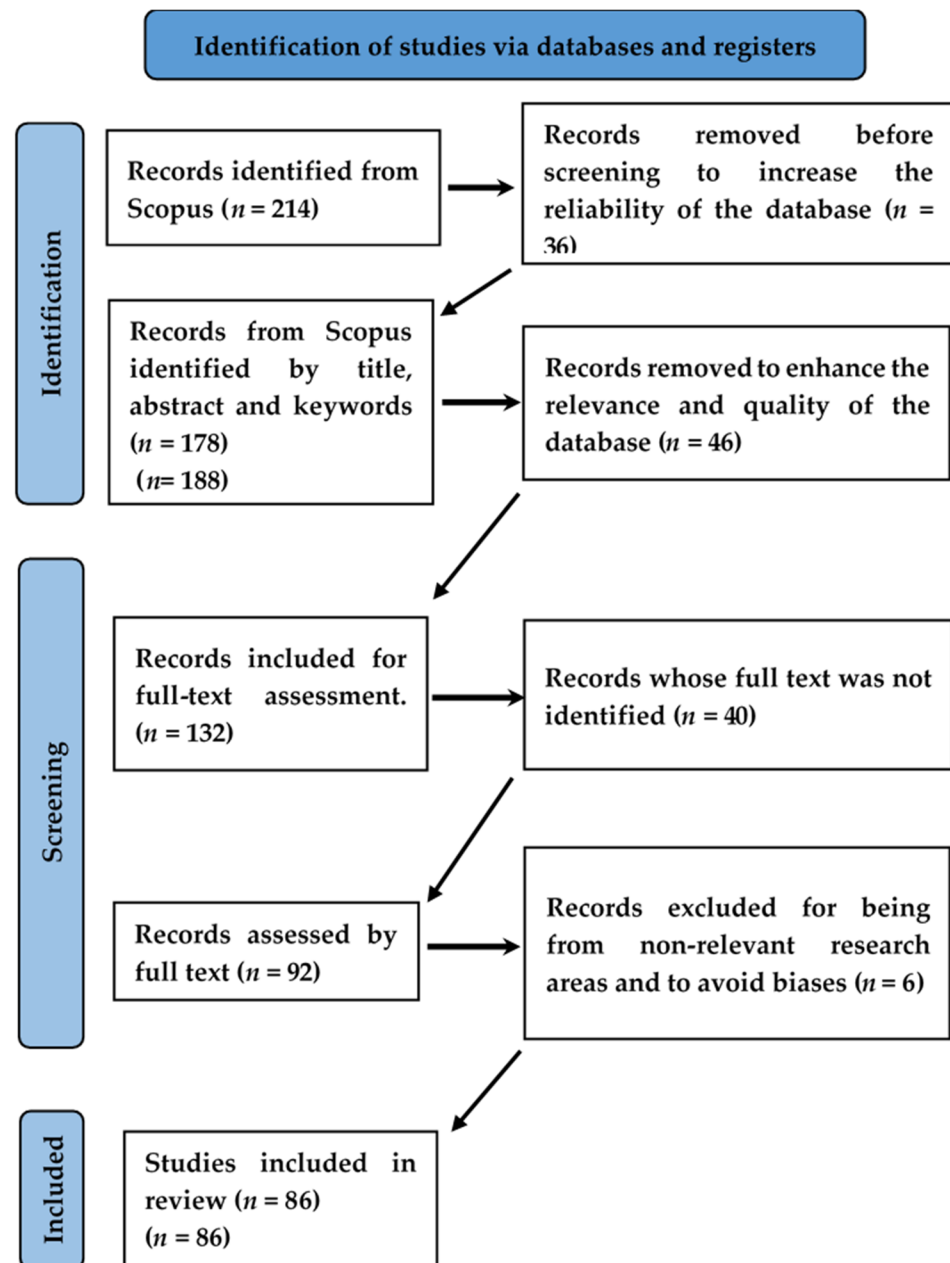 Identification of studies via databases and registers
Identification
Records identified from
Scopus (n = 214)
Records removed before
screening to increase the
reliability of the database (n =
36)
Records from Scopus
identified by title,
abstract and keywords
(n = 178)
(n= 188)
Records removed to enhance the
relevance and quality of the
database (n = 46)
Screening
Records included for
full-text assessment.
(n = 132)
Records whose full text was not
identified (n = 40)
Records assessed by
full text (n = 92)
Records excluded for being
from non-relevant research
areas and to avoid biases (n = 6)
Included
Studies included in
review (n = 86)
(n = 86)